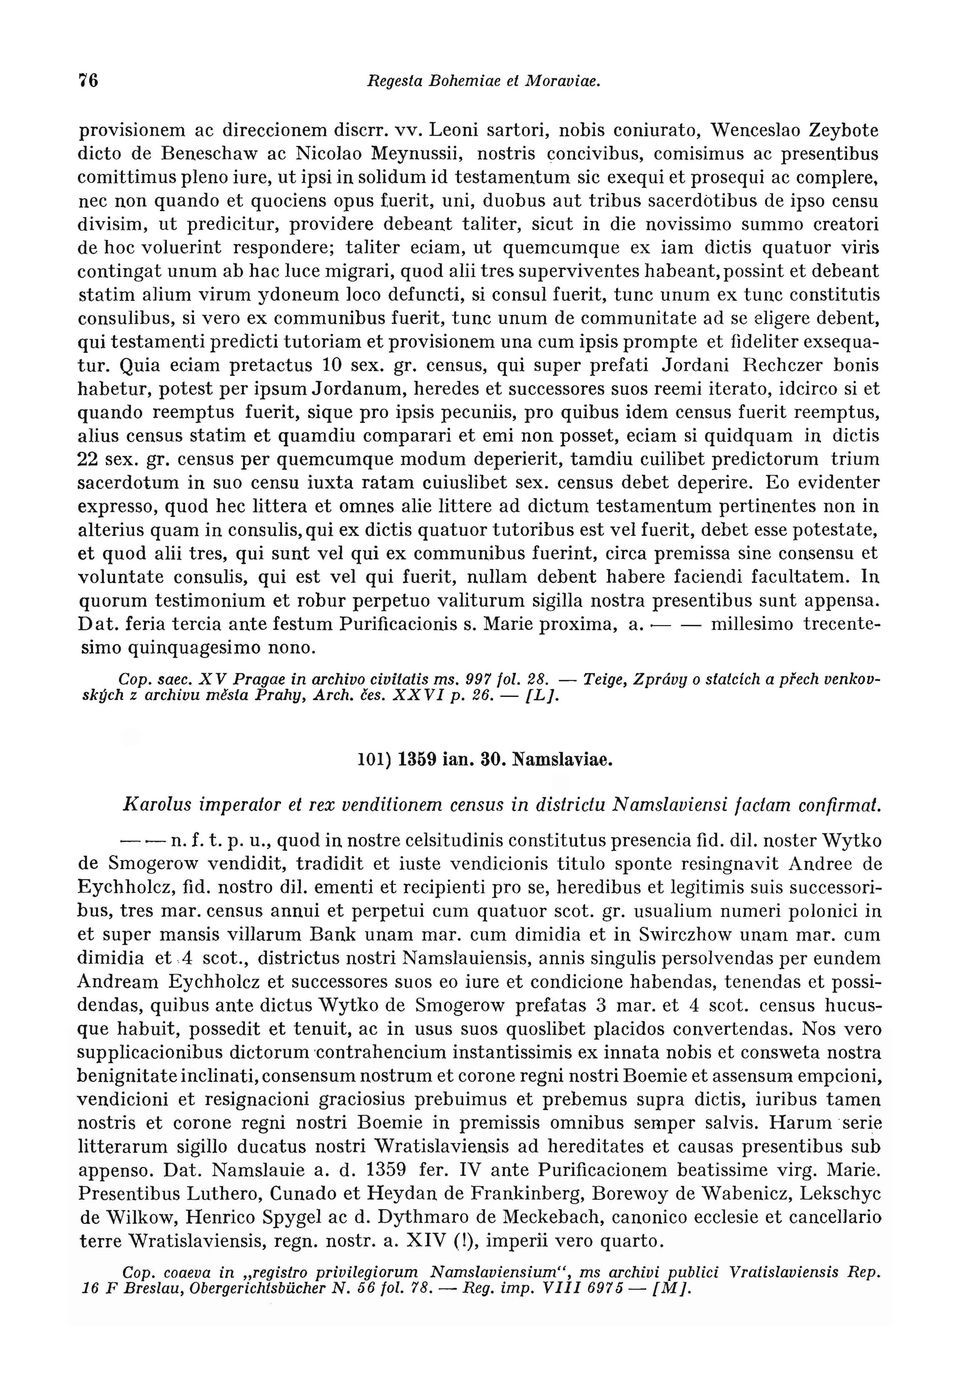 76 Regesta Bohemiae et Moraviae.
provisionem ac direccionem discrr. vv. Leoni sartori, nobis coniurato, Wenceslao Zeybote
dicto de Beneschaw ac Nicolao Meynussii, nostris concivibus, comisimus ac presentibus
comittimus pleno iure, ut ipsi in solidum id testamentum sic exequi et prosequi ac complere,
nec non quando et quociens opus fuerit, uni, duobus aut tribus sacerdotibus de ipso censu
divisim, ut predicitur, providere debeant taliter, sicut in die novissimo summo creatori
de hoc voluerint respondere; taliter eciam, ut quemcumque ex iam dictis quatuor viris
contingat unum ab hac luce migrari, quod alii tres superviventes habeant, possint et debeant
statim alium virum ydoneum loco defuncti, si consul fuerit, tunc unum ex tunc constitutis
consulibus, si vero ex communibus fuerit, tunc unum de communitate ad se eligere debent,
qui testamenti predicti tutoriam et provisionem una cum ipsis prompte et fideliter exsequa-
tur. Quia eciam pretactus 10 sex. gr. census, qui super prefati Jordani Rechczer bonis
habetur, potest per ipsum Jordanum, heredes et successores suos reemi iterato, idcirco si et
quando reemptus fuerit, sique pro ipsis pecuniis, pro quibus idem census fuerit reemptus,
alius census statim et quamdiu comparari et emi non posset, eciam si quidquam in dictis
22 sex. gr. census per quemcumque modum deperierit, tamdiu cuilibet predictorum trium
sacerdotum in suo censu iuxta ratam cuiuslibet sex. census debet deperire. Eo evidenter
expresso, quod hec littera et omnes alie littere ad dictum testamentum pertinentes non in
alterius quam in consulis, qui ex dictis quatuor tutoribus est vel fuerit, debet esse potestate,
et quod alii tres, qui sunt vel qui ex communibus fuerint, circa premissa sine consensu et
voluntate consulis, qui est vel qui fuerit, nullam debent habere faciendi facultatem. In
quorum testimonium et robur perpetuo valiturum sigilla nostra presentibus sunt appensa.
Dat. feria tercia ante festum Purificacionis s. Marie proxima, a. — — millesimo trecente-
simo quinquagesimo nono.
Cop. saec. XV Pragae in archivo civitatis ms. 997 fol. 28. — Teige, Zprávy o statcích a přech venkov-
ských z archivu města Prahy, Arch. čes. XXVI p. 26. — [L].
101) 1359 ian. 30. Namslaviae.
Karolus imperator et rex venditionem census in districtu Namslaviensi factam confirmat.
— — n. f. t. p. u., quod in nostre celsitudinis constitutus presencia fid. dil. noster Wytko
de Smogerow vendidit, tradidit et iuste vendicionis titulo sponte resingnavit Andree de
Eychholcz, fid. nostro dil. ementi et recipienti pro se, heredibus et legitimis suis successori-
bus, tres mar. census annui et perpetui cum quatuor scot. gr. usualium numeri polonici in
et super mansis villarum Bank unam mar. cum dimidia et in Swirczhow unam mar. cum
dimidia et 4 scot., districtus nostri Namslauiensis, annis singulis persolvendas per eundem
Andream Eychholcz et successores suos eo iure et condicione habendas, tenendas et possi-
dendas, quibus ante dictus Wytko de Smogerow prefatas 3 mar. et 4 scot. census hucus-
que habuit, possedit et tenuit, ac in usus suos quoslibet placidos convertendas. Nos vero
supplicacionibus dictorum contrahencium instantissimis ex innata nobis et consweta nostra
benignitate inclinati, consensum nostrum et corone regni nostri Boemie et assensum empcioni,
vendicioni et resignacioni graciosius prebuimus et prebemus supra dictis, iuribus tamen
nostris et corone regni nostri Boemie in premissis omnibus semper salvis. Harum serie
litterarum sigillo ducatus nostri Wratislaviensis ad hereditates et causas presentibus sub
appenso. Dat. Namslauie a. d. 1359 fer. IV ante Purificacionem beatissime virg. Marie.
Presentibus Luthero, Cunado et Heydan de Frankinberg, Borewoy de Wabenicz, Lekschyc
de Wilkow, Henrico Spygel ac d. Dythmaro de Meckebach, canonico ecclesie et cancellario
terre Wratislaviensis, regn. nostr. a. XIV (!), imperii vero quarto.
Cop. coaeva in „registro privilegiorum Namslaviensium“, ms archivi publici Vratislaviensis Rep.
16 F Breslau, Obergerichtsbücher N. 56 fol. 78. — Reg. imp. VIII 6975 — [M].